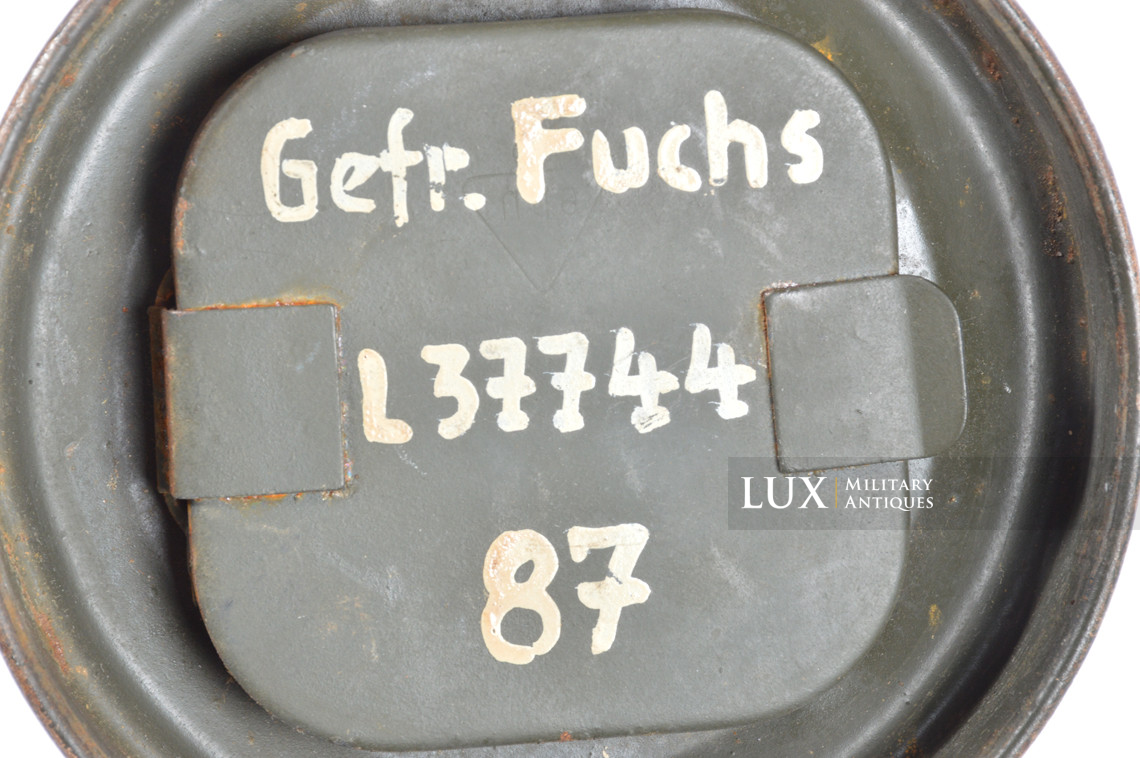 Gefr. Fuchs
L37744
87
LUX MILITARY
ANTIQUES